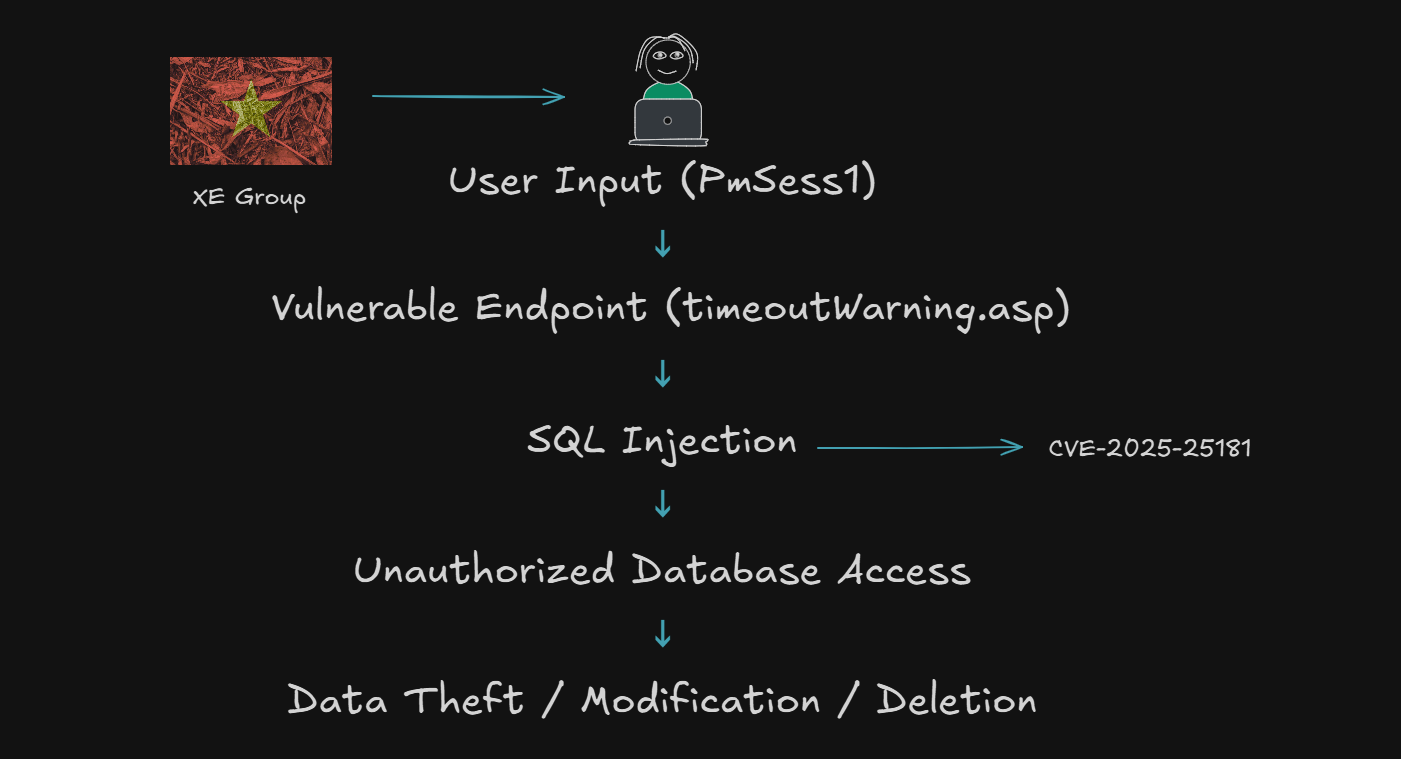 XE Group
User Input (PmSess1)
Vulnerable Endpoint (timeoutWarning.asp)
SQL Injection
CVE-2025-25181
Unauthorized Database Access
Data Theft / Modification / Deletion